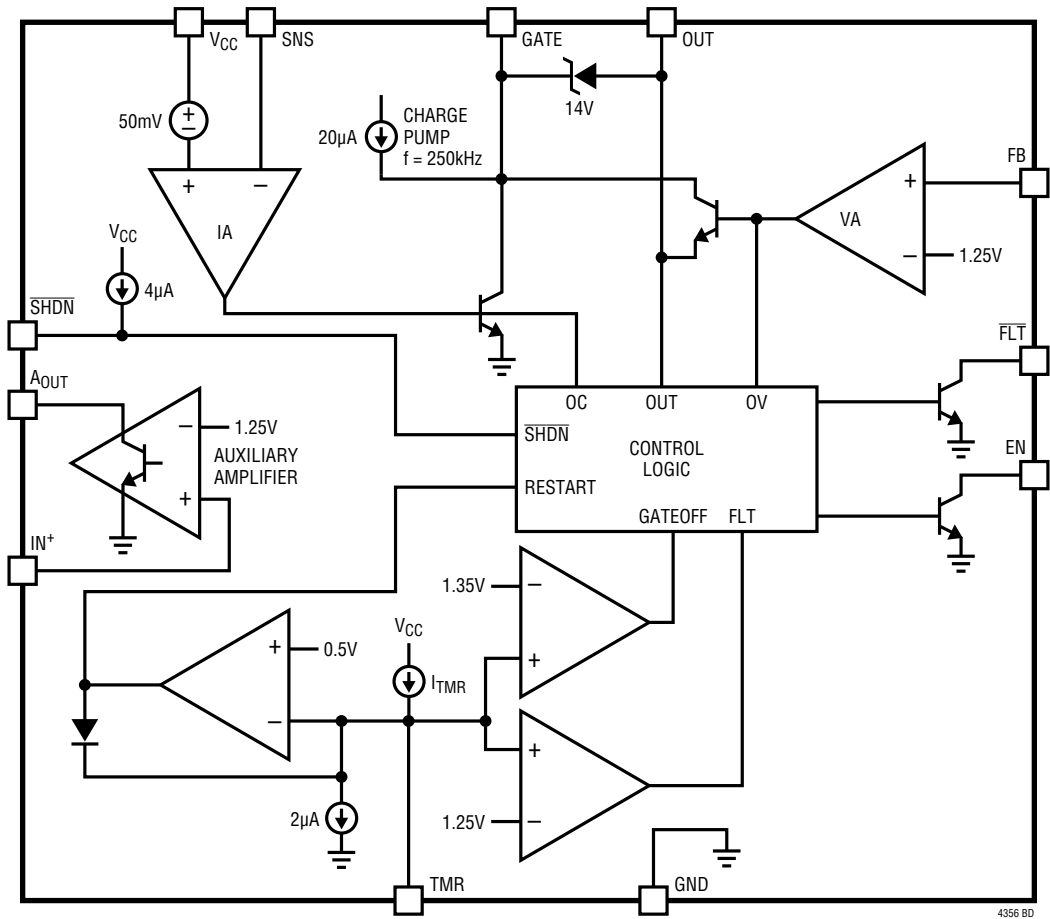 VCC
SNS
GATE
OUT
50mV
+
–
+
–
IA
20µA
CHARGE
PUMP
f = 250kHz
14V
FB
+
VA
–
1.25V
VCC
4µA
SHDN
FLT
AOUT
–
1.25V
AUXILIARY
AMPLIFIER
+
IN+
OC
OUT
OV
SHDN
CONTROL
LOGIC
RESTART
GATEOFF
FLT
EN
1.35V
–
+
+
0.5V
–
VCC
ITMR
+
1.25V
–
2µA
TMR
GND
4356 BD